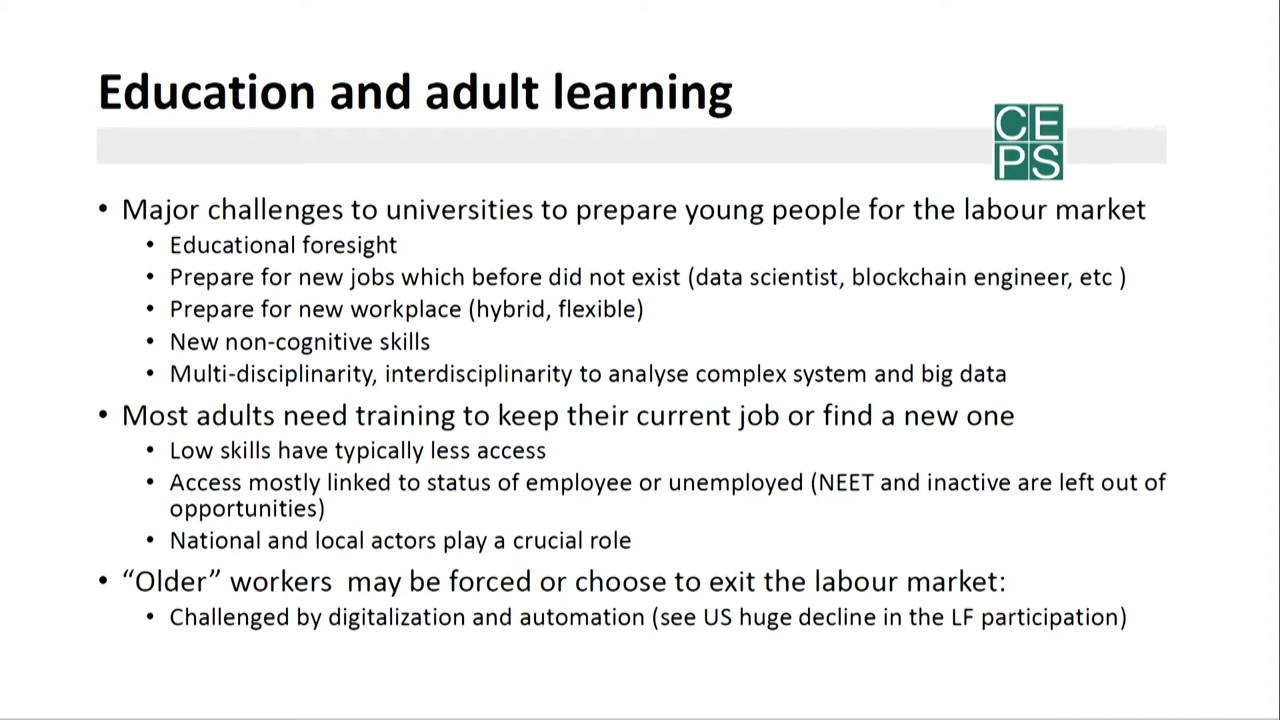 Education and adult learning
CE
PS
• Major challenges to universities to prepare young people for the labour market
• Educational foresight
• Prepare for new jobs which before did not exist (data scientist, blockchain engineer, etc )
• Prepare for new workplace (hybrid, flexible)
• New non-cognitive skills
• Multi-disciplinarity, interdisciplinarity to analyse complex system and big data
• Most adults need training to keep their current job or find a new one
• Low skills have typically less access
• Access mostly linked to status of employee or unemployed (NEET and inactive are left out of
opportunities)
• National and local actors play a crucial role
• “Older” workers  may be forced or choose to exit the labour market:
• Challenged by digitalization and automation (see US huge decline in the LF participation)